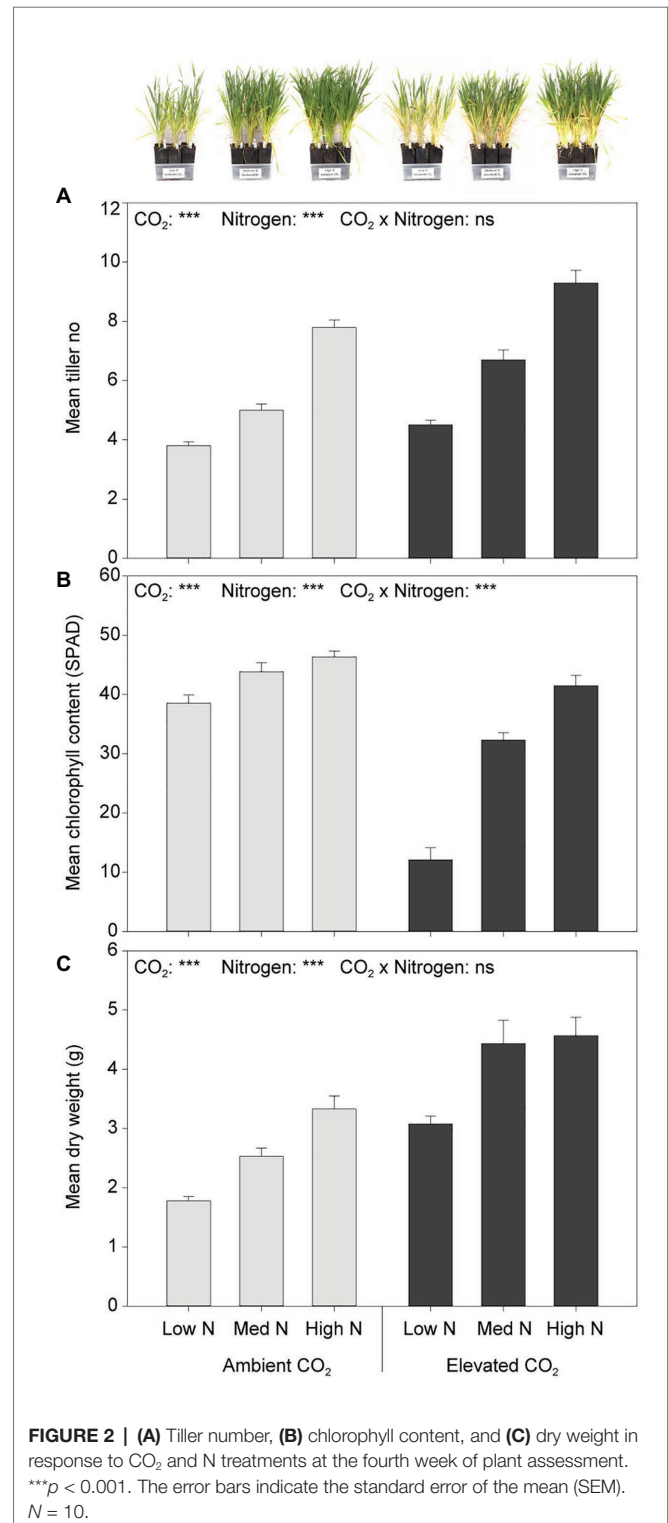 A
CO₂: *** Nitrogen: *** CO₂ x Nitrogen: ns
Mean tiller no
12
10
8
6
4
2
0
B
CO₂: *** Nitrogen: *** CO₂ x Nitrogen: ***
Mean chlorophyll content (SPAD)
60
50
40
30
20
10
0
C
CO₂: *** Nitrogen: *** CO₂ x Nitrogen: ns
Mean dry weight (g)
6
5
4
3
2
1
0
Low N Med N High N Low N Med N High N
Ambient CO₂ Elevated CO₂
FIGURE 2 | (A) Tiller number, (B) chlorophyll content, and (C) dry weight in
response to CO₂ and N treatments at the fourth week of plant assessment.
***p < 0.001. The error bars indicate the standard error of the mean (SEM).
N = 10.